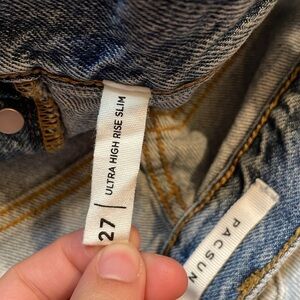 27 | ULTRA HIGH RISE SLIM
PACSUN